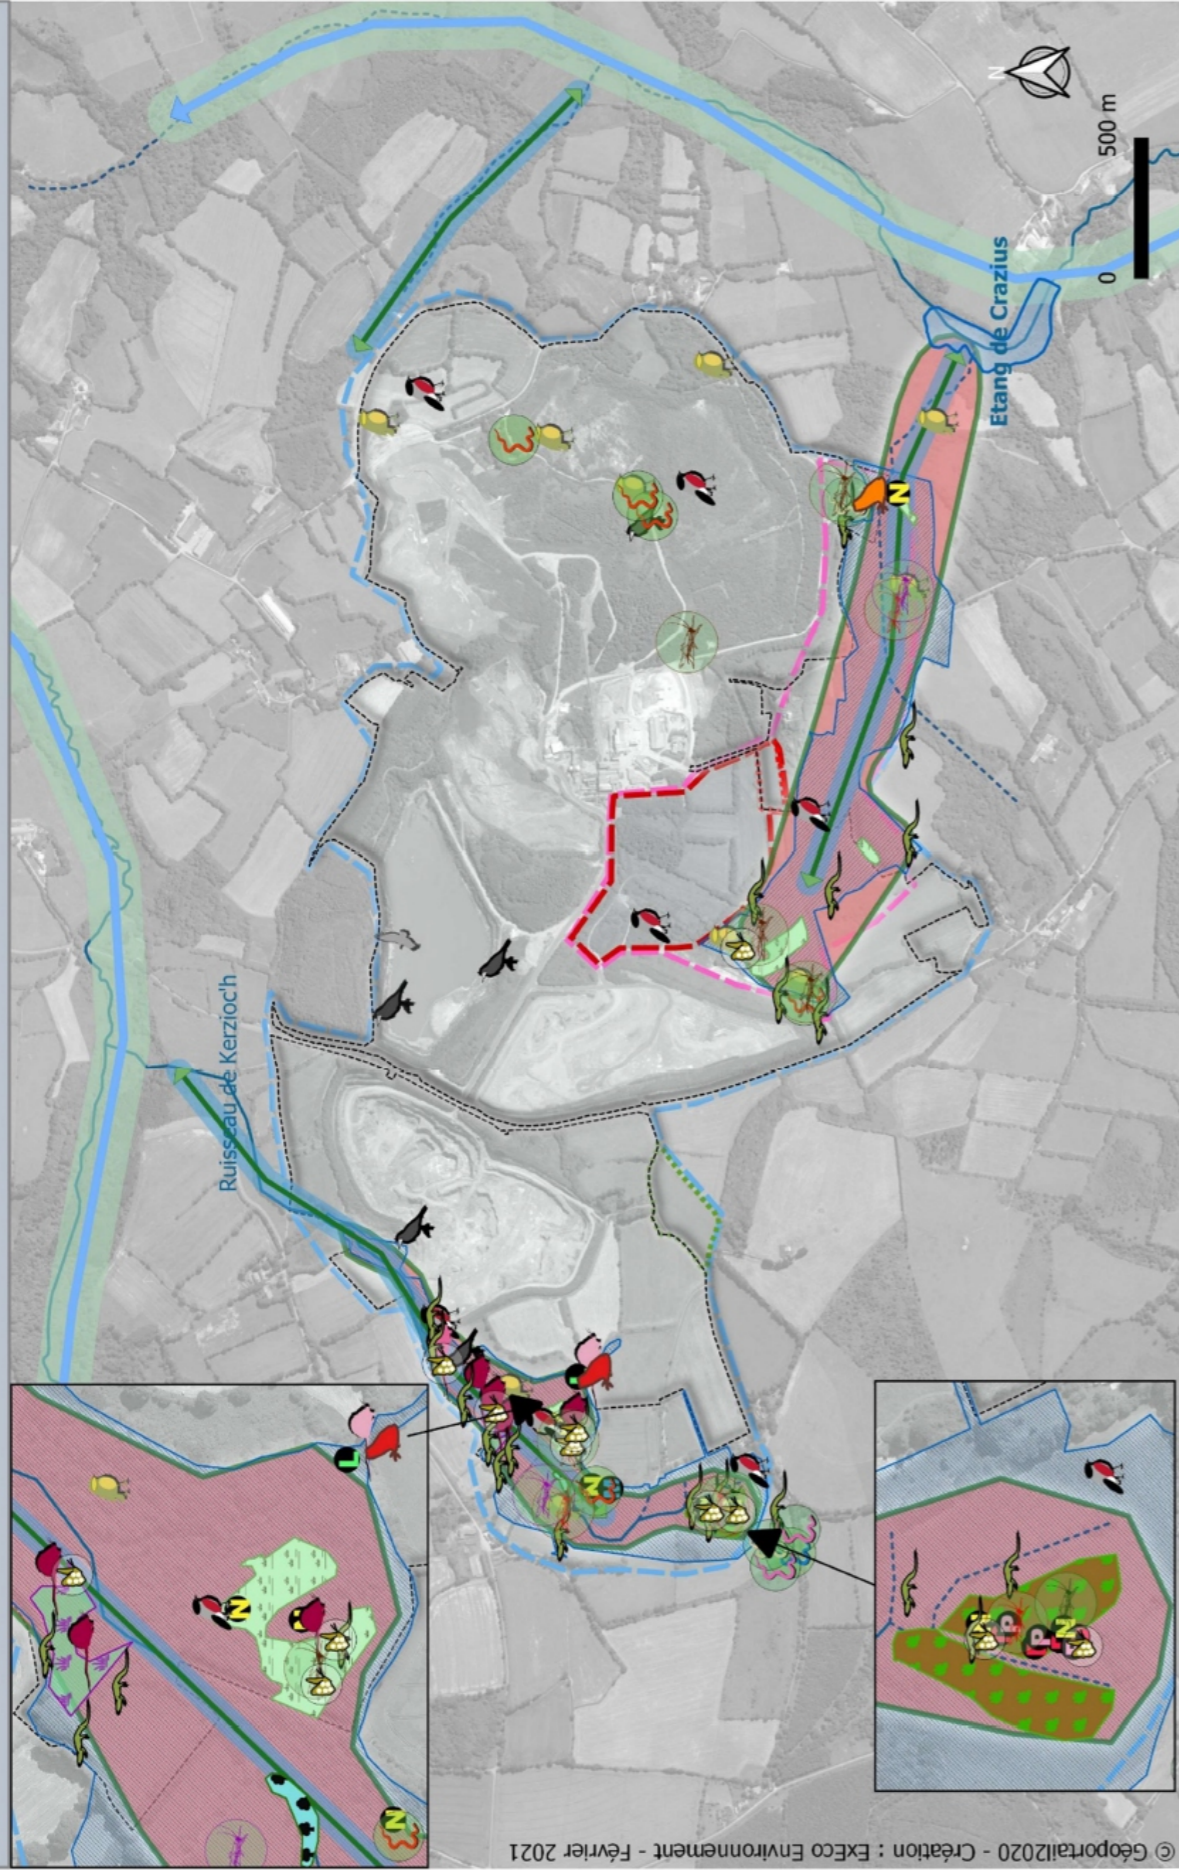 N
500 m
0
Etang de Crazius
N
Ruisseau de Kerzioc'h
N
L
L
N
N
P
P
N
© Géoportail2020 - Création : ExEco Environnement - Février 2021